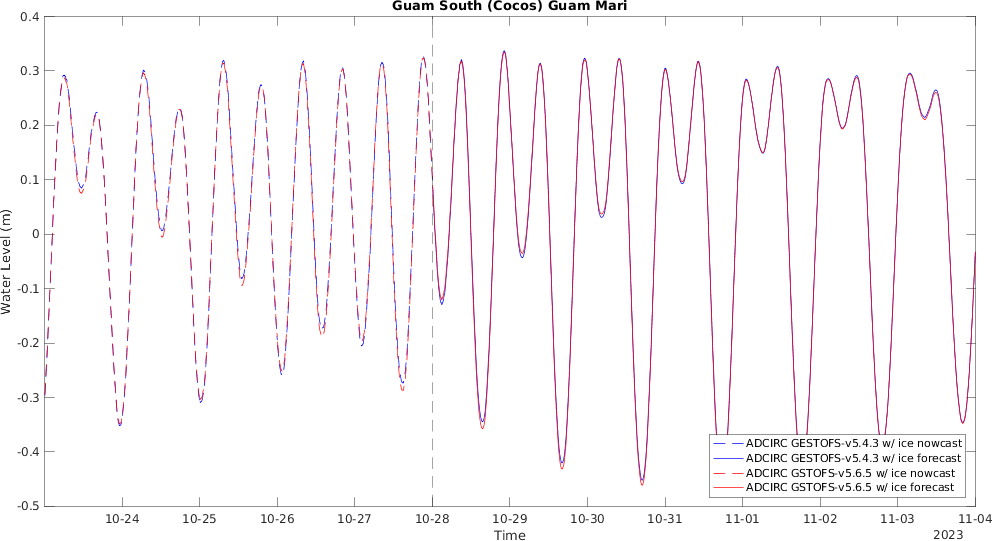 Guam South (Cocos) Guam Mari
0.4
0.3
0.2
0.1
0
-0.1
-0.2
-0.3
-0.4
-0.5
Water Level (m)
ADCIRC GESTOFS-v5.4.3 w/ ice nowcast
ADCIRC GESTOFS-v5.4.3 w/ ice forecast
ADCIRC GSTOFS-v5.6.5 w/ ice nowcast
ADCIRC GSTOFS-v5.6.5 w/ ice forecast
10-24 10-25 10-26 10-27 10-28 10-29 10-30 10-31 11-01 11-02 11-03 11-04
Time
2023